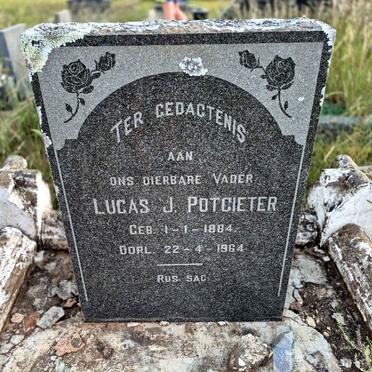 TER GEDACTENIS
AAN
ONS DIERBARE VADER
LUCAS J. POTGIETER
GEB. 1-1-1884
OORL. 22-4-1964
RUS SAG.